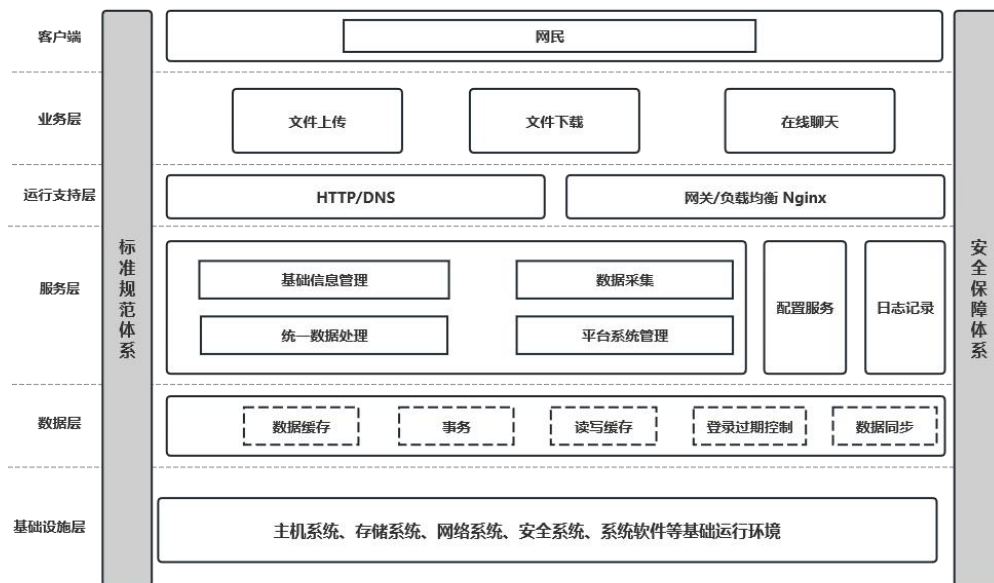 客户端
网民
业务层
文件上传
文件下载
在线聊天
运行支持层
HTTP/DNS
网关/负载均衡 Nginx
标准规范体系
安全保障体系
服务层
基础信息管理
数据采集
统一数据处理
平台系统管理
配置服务
日志记录
数据层
数据缓存
事务
读写缓存
登录过期控制
数据同步
基础设施层
主机系统、存储系统、网络系统、安全系统、系统软件等基础运行环境